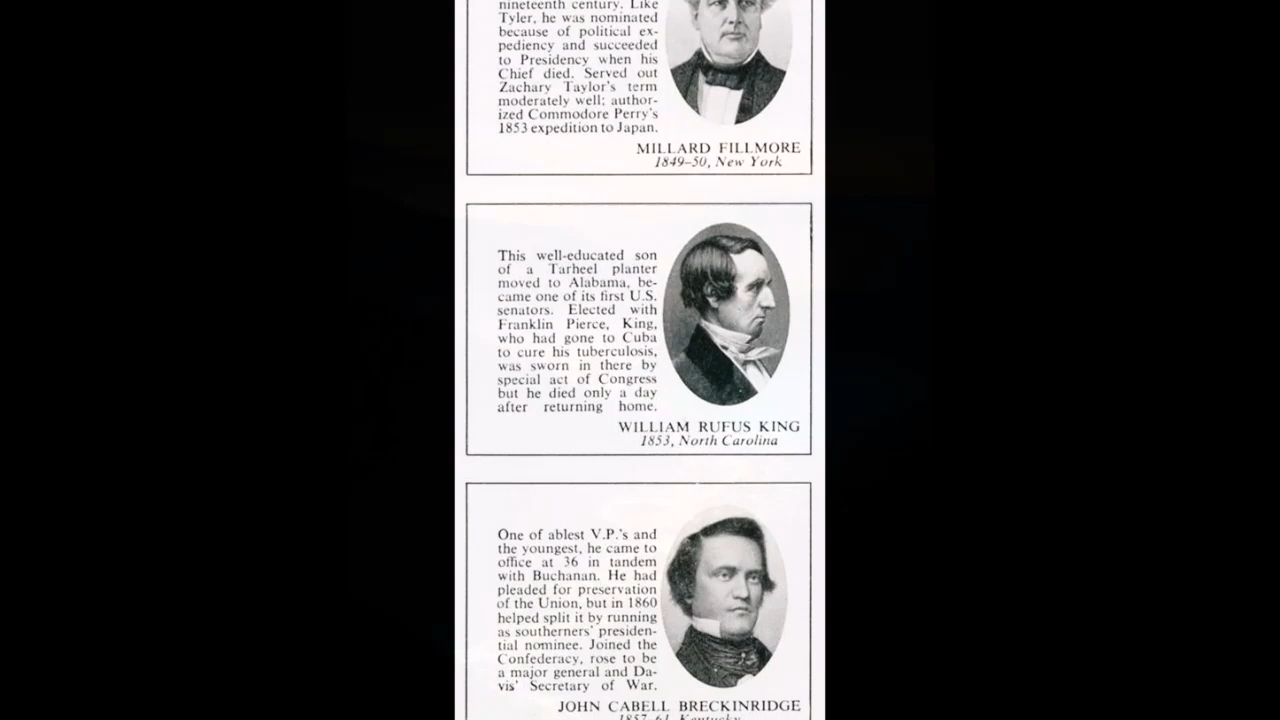 nineteenth century. Like
Tyler, he was nominated
because of political ex-
pediency and succeeded
to Presidency when his
Chief died. Served out
Zachary Taylor's term
moderately well; author-
ized Commodore Perry's
1853 expedition to Japan.
MILLARD FILLMORE
1849–50, New York
This well-educated son
of a Tarheel planter
moved to Alabama, be-
came one of its first U.S.
senators. Elected with
Franklin Pierce, King,
who had gone to Cuba
to cure his tuberculosis,
was sworn in there by
special act of Congress
but he died only a day
after returning home.
WILLIAM RUFUS KING
1853, North Carolina
One of ablest V.P.'s and
the youngest, he came to
office at 36 in tandem
with Buchanan. He had
pleaded for preservation
of the Union, but in 1860
helped split it by running
as southerners' presiden-
tial nominee. Joined the
Confederacy, rose to be
a major general and Da-
vis' Secretary of War.
JOHN CABELL BRECKINRIDGE
1857–61, Kentucky